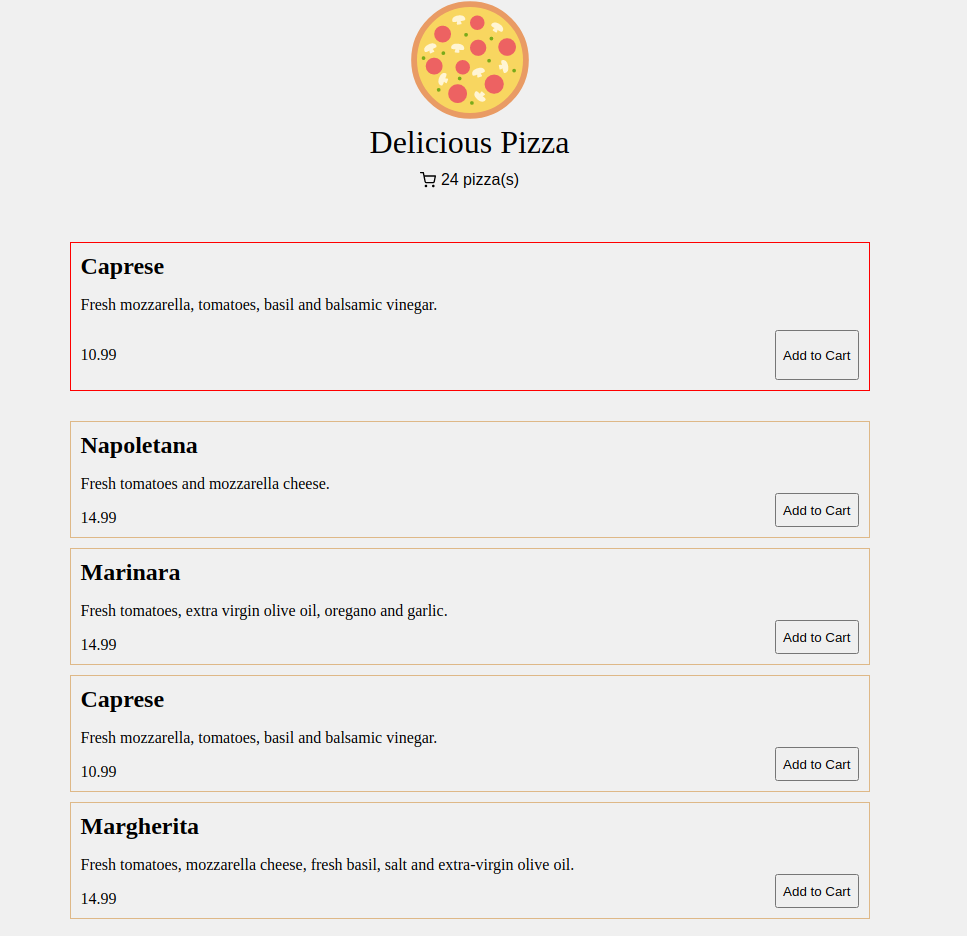 Delicious Pizza
24 pizza(s)
Caprese
Fresh mozzarella, tomatoes, basil and balsamic vinegar.
10.99 Add to Cart
Napoletana
Fresh tomatoes and mozzarella cheese.
14.99 Add to Cart
Marinara
Fresh tomatoes, extra virgin olive oil, oregano and garlic.
14.99 Add to Cart
Caprese
Fresh mozzarella, tomatoes, basil and balsamic vinegar.
10.99 Add to Cart
Margherita
Fresh tomatoes, mozzarella cheese, fresh basil, salt and extra-virgin olive oil.
14.99 Add to Cart